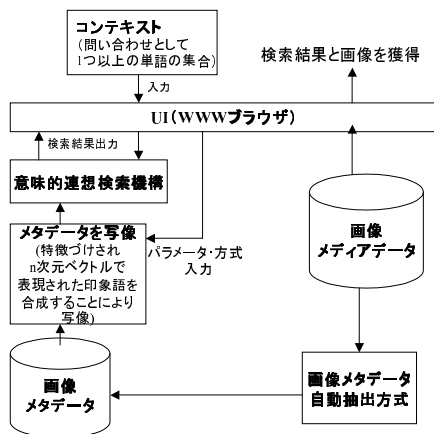 コンテキスト
(問い合わせとして
1つ以上の単語の集合)
検索結果と画像を獲得
入力
UI(WWWブラウザ)
検索結果出力
意味的連想検索機構
メタデータを写像
(特徴づけされ
n次元ベクトルで
表現された印象語を
合成することにより
写像)
パラメータ・方式
入力
画像
メディアデータ
画像
メタデータ
画像メタデータ
自動抽出方式